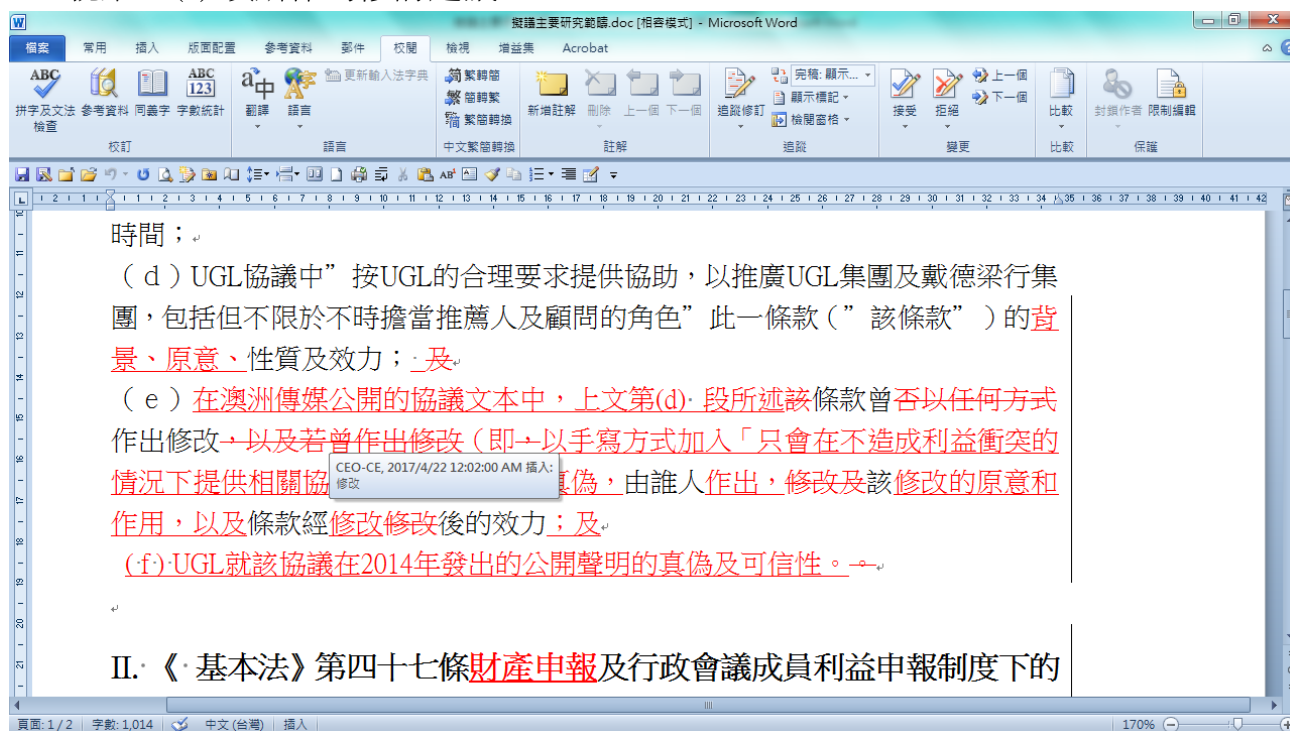 擬議主要研究範疇.doc [相容模式] - Microsoft Word
檔案 常用 插入 版面配置 參考資料 郵件 校閱 檢視 增益集 Acrobat
ABC 拼字及文法檢查 參考資料 同義字 ABC 123 字數統計 翻譯 語言 更新輸入法字典 简 繁轉簡 繁 簡轉繁 繁簡轉換 新增註解 刪除 上一個 下一個 追蹤修訂 完稿: 顯示... 顯示標記 檢閱窗格 接受 拒絕 上一個 下一個 比較 封鎖作者 限制編輯
校訂 語言 中文繁簡轉換 註解 追蹤 變更 比較 保護
時間；
（d）UGL協議中”按UGL的合理要求提供協助，以推廣UGL集團及戴德梁行集
團，包括但不限於不時擔當推薦人及顧問的角色”此一條款（”該條款”）的背
景、原意、性質及效力； 及
（e）在澳洲傳媒公開的協議文本中，上文第(d) 段所述該條款曾否以任何方式
作出修改，以及若曾作出修改（即，以手寫方式加入「只會在不造成利益衝突的
CEO-CE, 2017/4/22 12:02:00 AM 插入:
修改
情況下提供相關協 偽，由誰人作出，修改及該修改的原意和
作用，以及條款經修改修改後的效力；及
(f) UGL就該協議在2014年發出的公開聲明的真偽及可信性。。
II. 《 基本法》第四十七條財產申報及行政會議成員利益申報制度下的
頁面: 1 / 2 字數: 1,014 中文 (台灣) 插入 170%